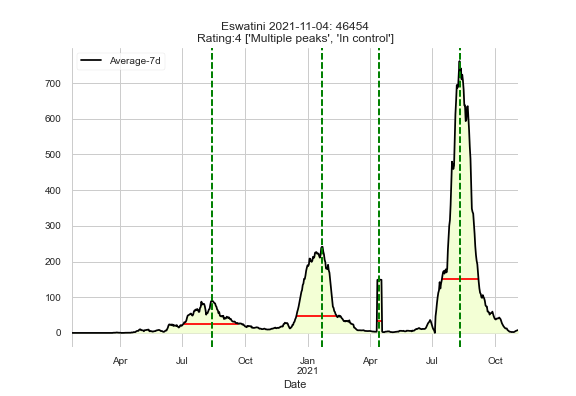 Eswatini 2021-11-04: 46454
Rating:4 ['Multiple peaks', 'In control']
Average-7d
700
600
500
400
300
200
100
0
Apr
Jul
Oct
Jan
2021
Apr
Jul
Oct
Date